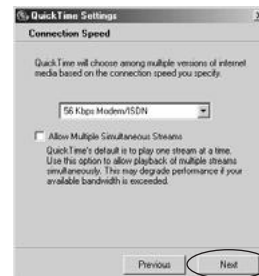 QuickTime Settings
Connection Speed
QuickTime will choose among multiple versions of internet
media based on the connection speed you specify.
56 Kbps Modem/ISDN
Allow Multiple Simultaneous Streams
QuickTime's default is to play one stream at a time.
Use this option to allow playback of multiple streams
simultaneously. This may degrade performance if your
available bandwidth is exceeded.
Previous
Next